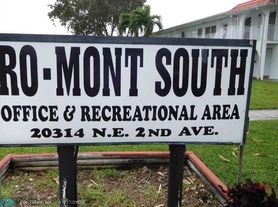 RO-MONT SOUTH
OFFICE & RECREATIONAL AREA
20314 N.E. 2ND AVE.